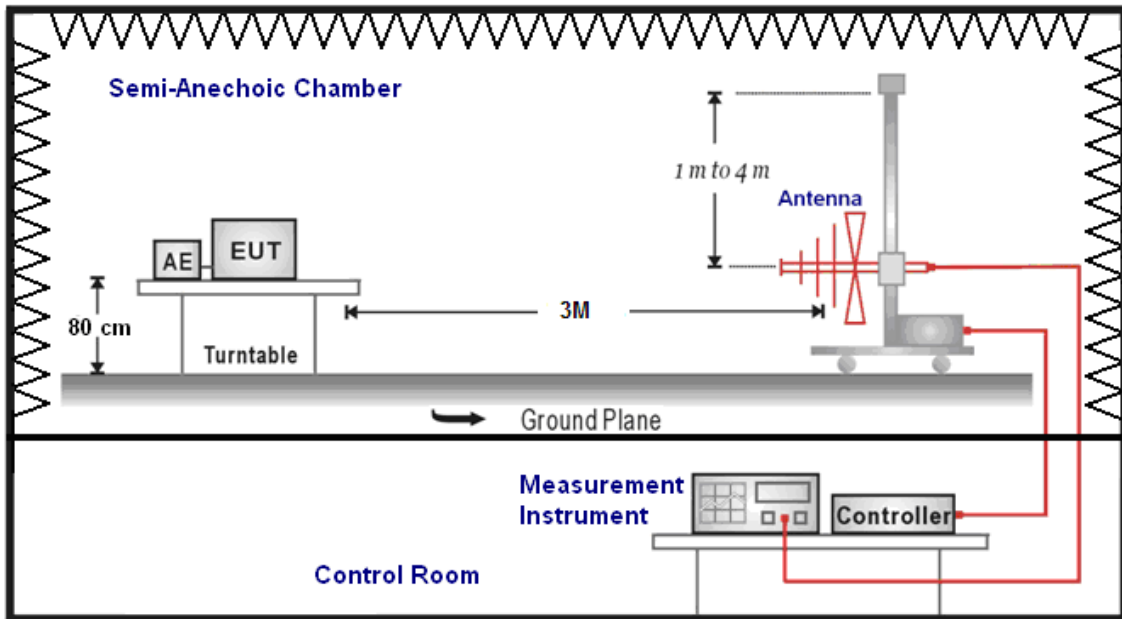 Semi-Anechoic Chamber
1 m to 4 m
Antenna
AE
EUT
80 cm
3M
Turntable
Ground Plane
Measurement
Instrument
Controller
Control Room